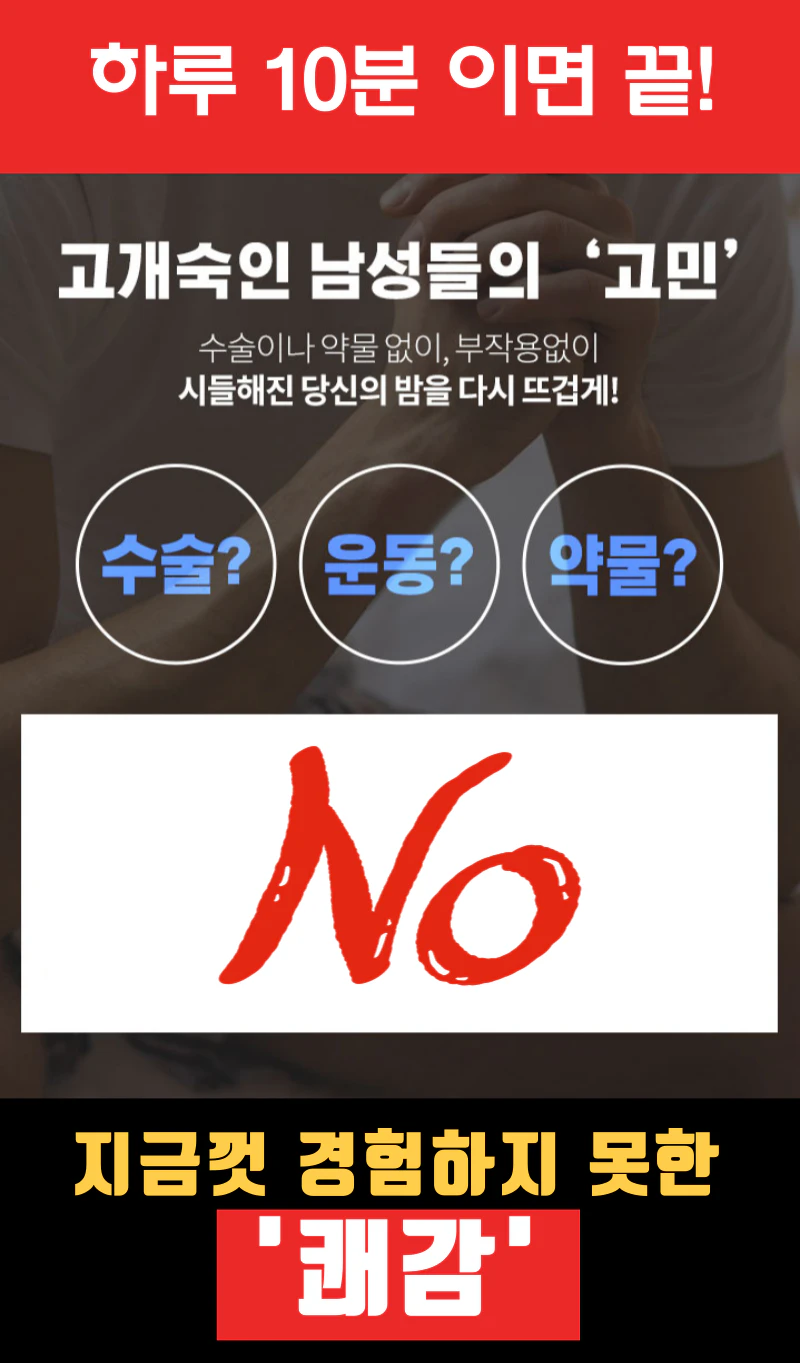 하루 10분 이면 끝!
고개숙인 남성들의 ‘고민’
수술이나 약물 없이, 부작용없이
시들해진 당신의 밤을 다시 뜨겁게!
수술? 운동? 약물?
No
지금껏 경험하지 못한
'쾌감'